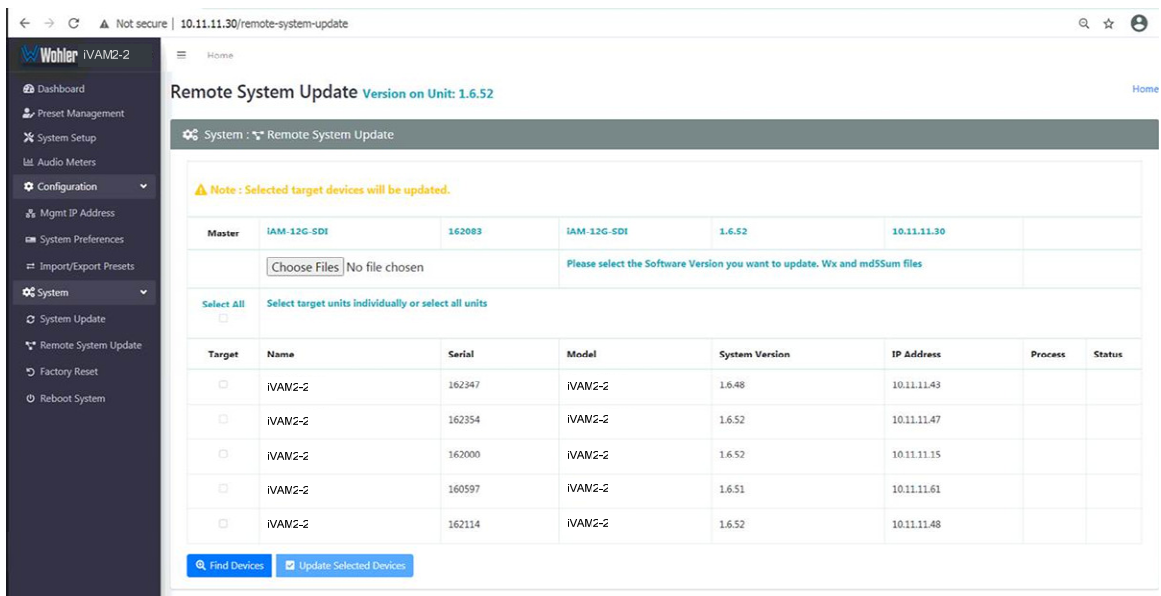 Not secure | 10.11.11.30/remote-system-update
Wohler iVAM2-2
Home
Dashboard
Preset Management
System Setup
Audio Meters
Configuration
Mgmt IP Address
System Preferences
Import/Export Presets
System
System Update
Remote System Update
Factory Reset
Reboot System
Remote System Update Version on Unit: 1.6.52
Home
System : Remote System Update
Note : Selected target devices will be updated.
Master iAM-12G-SDI 162083 iAM-12G-SDI 1.6.52 10.11.11.30
Choose Files No file chosen Please select the Software Version you want to update. Wx and md5Sum files
Select All Select target units individually or select all units
Target Name Serial Model System Version IP Address Process Status
iVAM2-2 162347 iVAM2-2 1.6.48 10.11.11.43
iVAM2-2 162354 iVAM2-2 1.6.52 10.11.11.47
iVAM2-2 162000 iVAM2-2 1.6.52 10.11.11.15
iVAM2-2 160597 iVAM2-2 1.6.51 10.11.11.61
iVAM2-2 162114 iVAM2-2 1.6.52 10.11.11.48
Find Devices Update Selected Devices